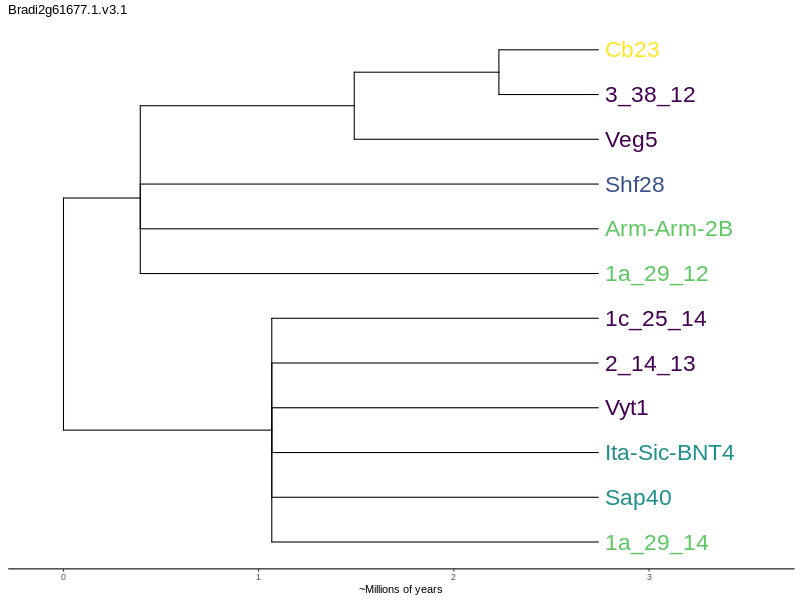 Bradi2g61677.1.v3.1
Cb23
3_38_12
Veg5
Shf28
Arm-Arm-2B
1a_29_12
1c_25_14
2_14_13
Vyt1
Ita-Sic-BNT4
Sap40
1a_29_14
0 1 2 3
~Millions of years